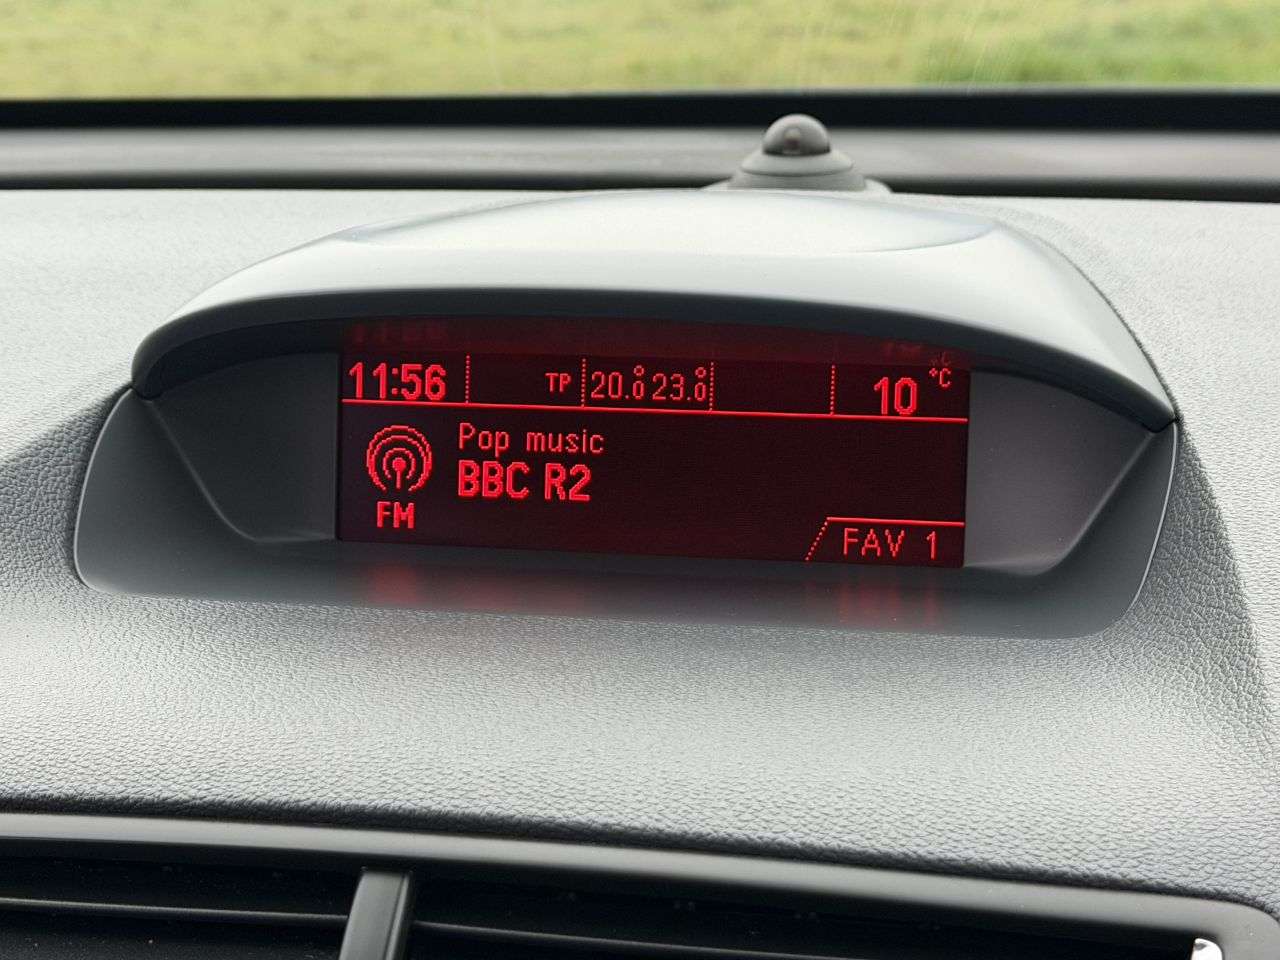 11:56 TP 20.0° 23.0° 10 °C
Pop music
BBC R2
FM
FAV 1